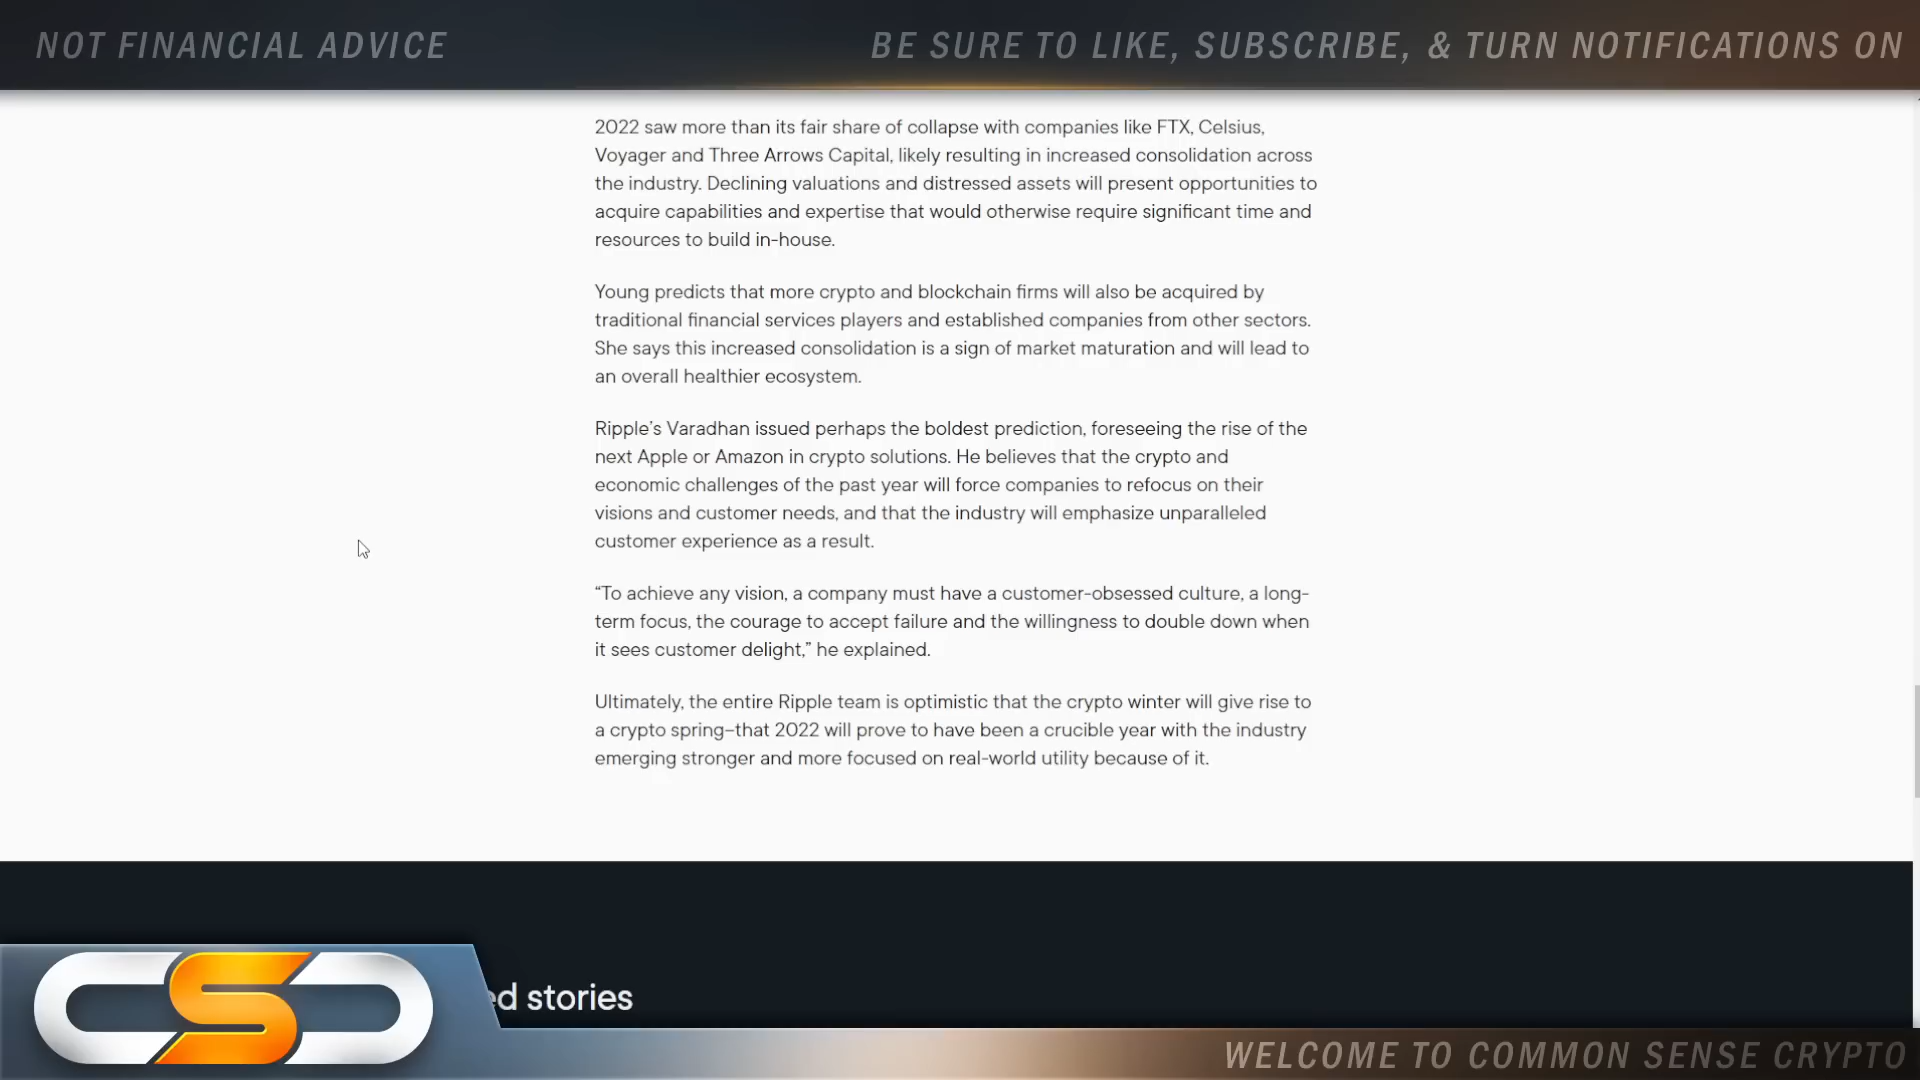 NOT FINANCIAL ADVICE
BE SURE TO LIKE, SUBSCRIBE, & TURN NOTIFICATIONS ON
2022 saw more than its fair share of collapse with companies like FTX, Celsius,
Voyager and Three Arrows Capital, likely resulting in increased consolidation across
the industry. Declining valuations and distressed assets will present opportunities to
acquire capabilities and expertise that would otherwise require significant time and
resources to build in-house.
Young predicts that more crypto and blockchain firms will also be acquired by
traditional financial services players and established companies from other sectors.
She says this increased consolidation is a sign of market maturation and will lead to
an overall healthier ecosystem.
Ripple’s Varadhan issued perhaps the boldest prediction, foreseeing the rise of the
next Apple or Amazon in crypto solutions. He believes that the crypto and
economic challenges of the past year will force companies to refocus on their
visions and customer needs, and that the industry will emphasize unparalleled
customer experience as a result.
“To achieve any vision, a company must have a customer-obsessed culture, a long-
term focus, the courage to accept failure and the willingness to double down when
it sees customer delight,” he explained.
Ultimately, the entire Ripple team is optimistic that the crypto winter will give rise to
a crypto spring–that 2022 will prove to have been a crucible year with the industry
emerging stronger and more focused on real-world utility because of it.
ed stories
CSC
WELCOME TO COMMON SENSE CRYPTO